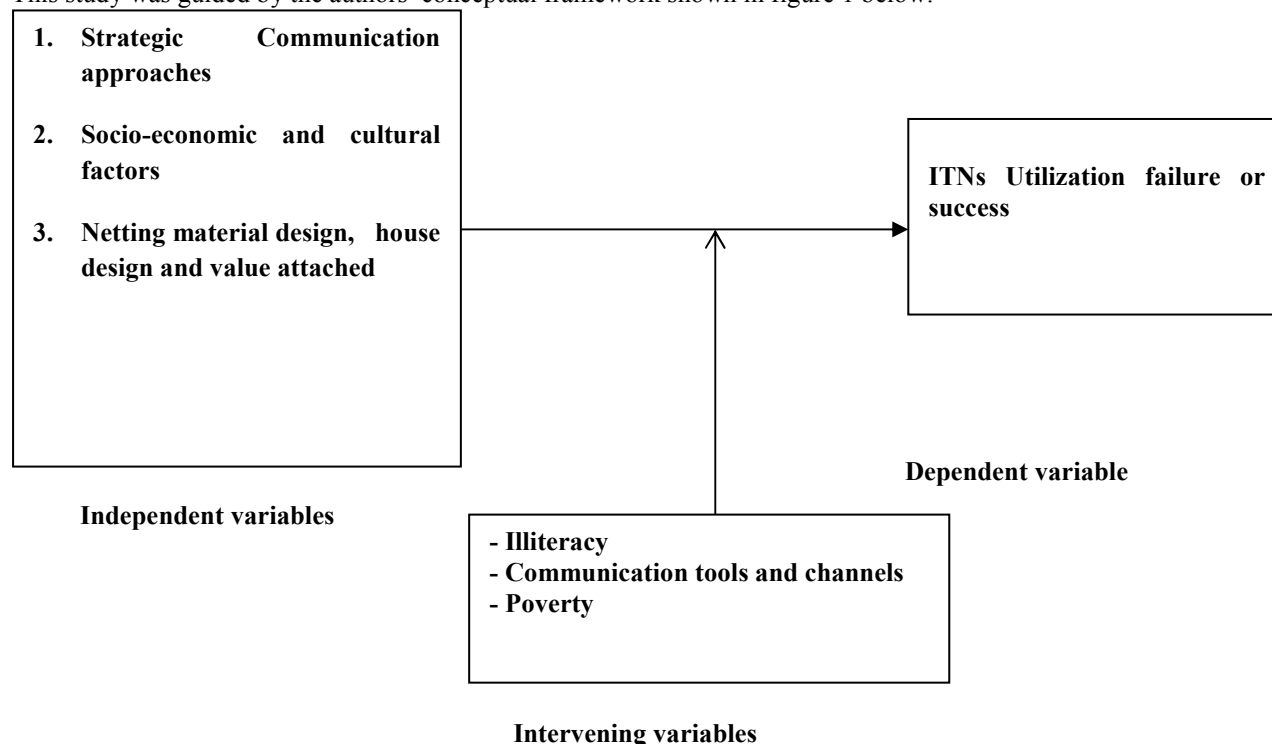 This study was guided by the authors' conceptual framework shown in figure 1 below.
1. Strategic Communication
approaches
2. Socio-economic and cultural
factors
3. Netting material design, house
design and value attached
ITNs Utilization failure or
success
Dependent variable
Independent variables
- Illiteracy
- Communication tools and channels
- Poverty
Intervening variables